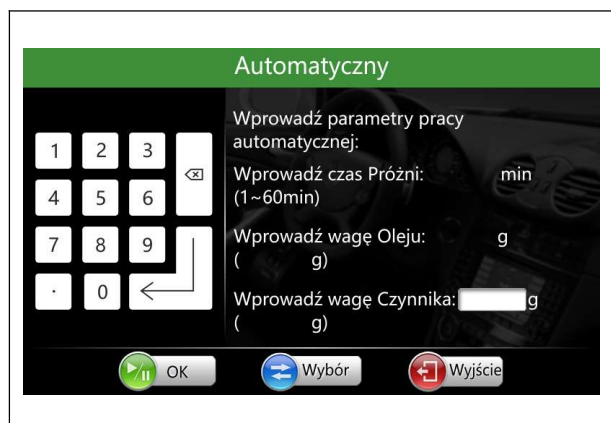 Automatyczny
1 2 3
4 5 6
7 8 9
. 0
Wprowadź parametry pracy
automatycznej:
Wprowadź czas Próżni: min
(1~60min)
Wprowadź wagę Oleju: g
( g)
Wprowadź wagę Czynnika: g
( g)
OK Wybór Wyjście